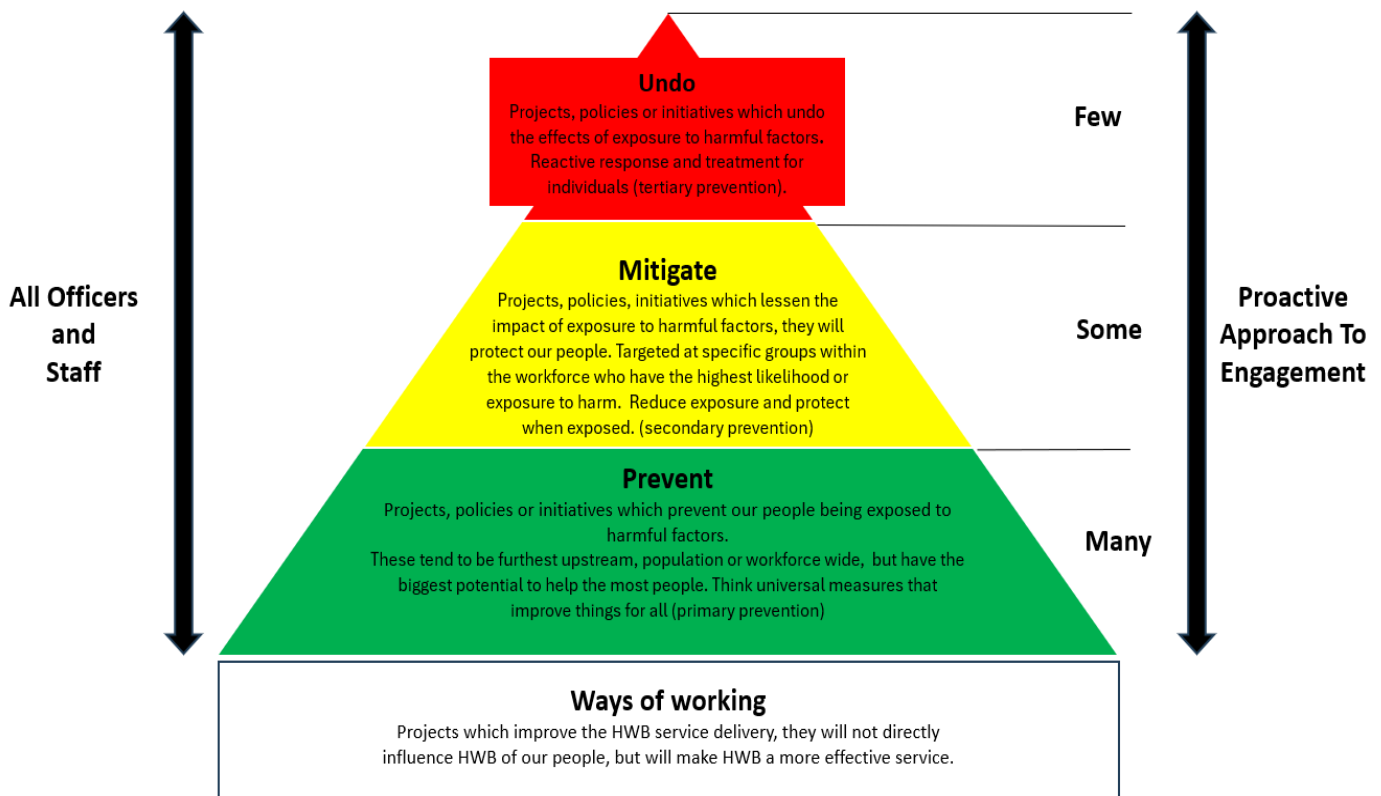 Undo
Projects, policies or initiatives which undo
the effects of exposure to harmful factors.
Reactive response and treatment for
individuals (tertiary prevention).
Few
Mitigate
Projects, policies, initiatives which lessen the
impact of exposure to harmful factors, they will
protect our people. Targeted at specific groups within
the workforce who have the highest likelihood or
exposure to harm.  Reduce exposure and protect
when exposed. (secondary prevention)
Some
All Officers
and
Staff
Proactive
Approach To
Engagement
Prevent
Projects, policies or initiatives which prevent our people being exposed to
harmful factors.
These tend to be furthest upstream, population or workforce wide,  but have the
biggest potential to help the most people. Think universal measures that
improve things for all (primary prevention)
Many
Ways of working
Projects which improve the HWB service delivery, they will not directly
influence HWB of our people, but will make HWB a more effective service.